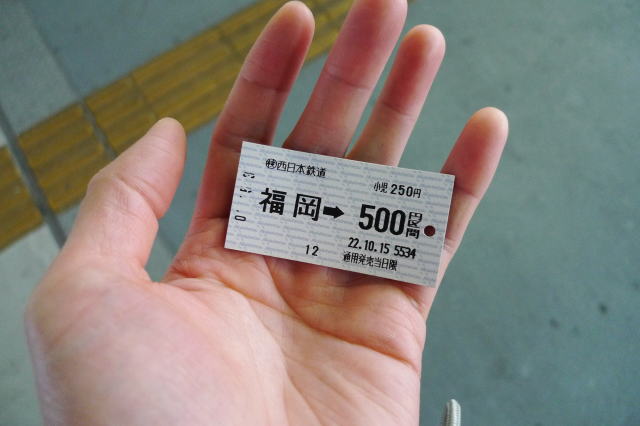 ㊑西日本鉄道
小児 250円
福岡➡500円区間
12
22.10.15 5534
通用発売当日限